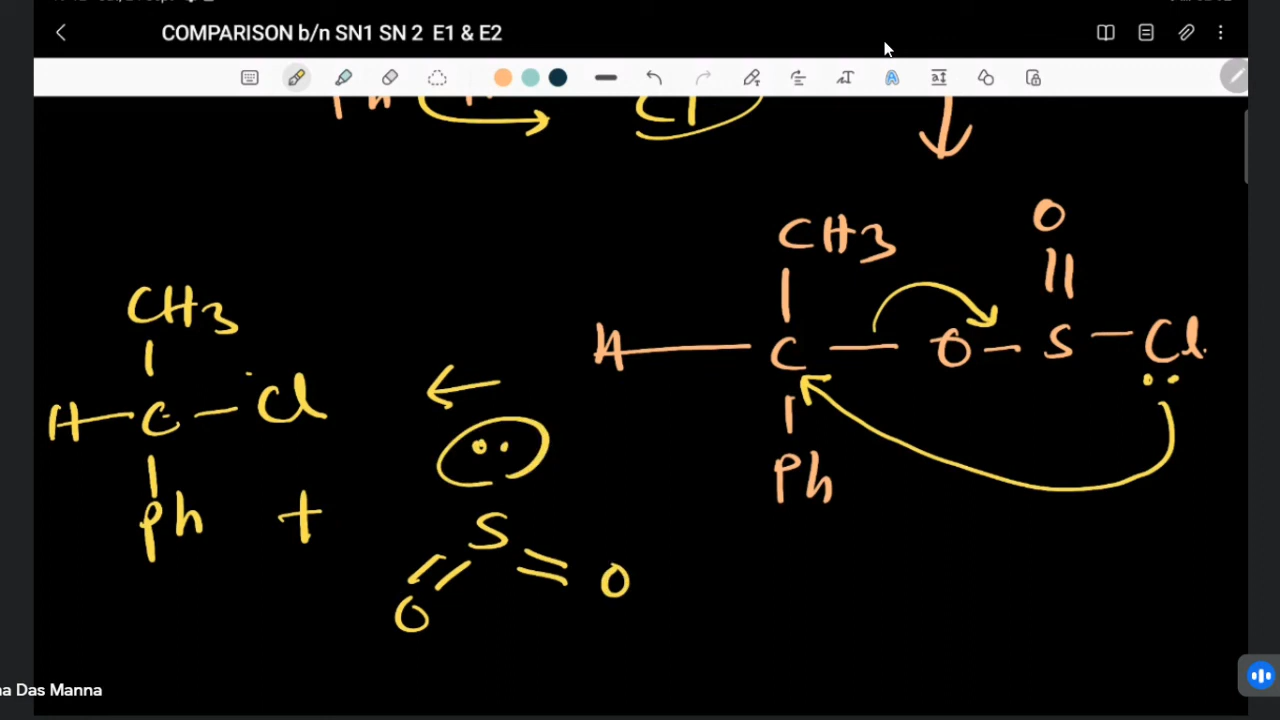 COMPARISON b/n SN1 SN 2 E1 & E2
CH3
H-C-O-S-Cl
O
Ph
CH3
H-C-Cl
Ph +
S
O O
a Das Manna